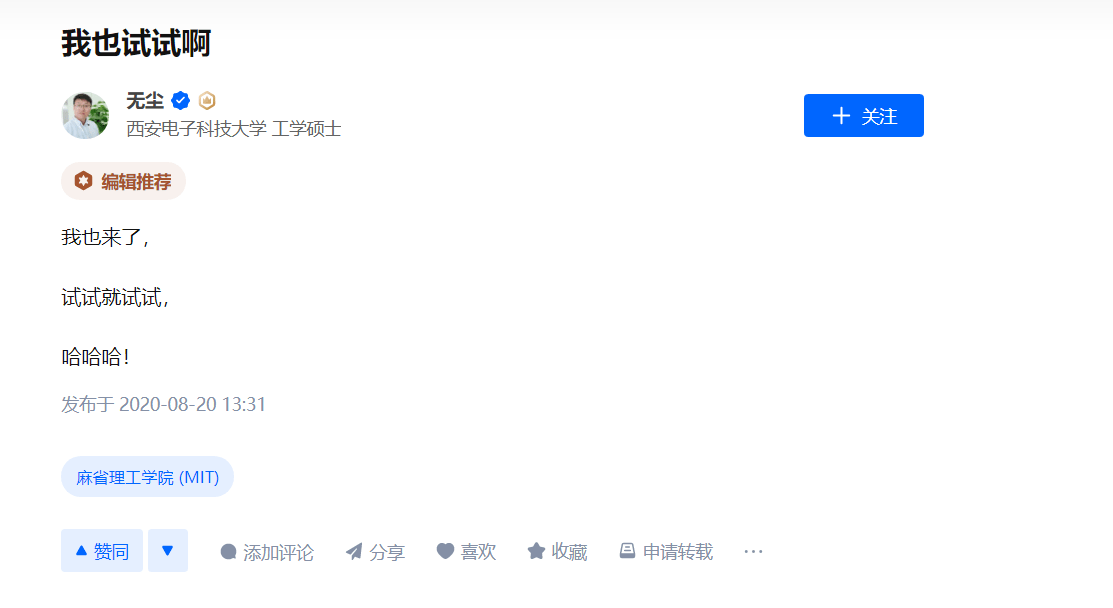 我也试试啊
无尘
西安电子科技大学 工学硕士
关注
编辑推荐
我也来了，
试试就试试，
哈哈哈！
发布于 2020-08-20 13:31
麻省理工学院 (MIT)
赞同 添加评论 分享 喜欢 收藏 申请转载 ···